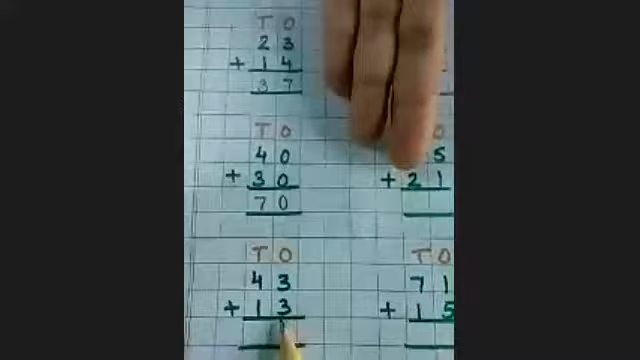 T O
2 3
+ 1 4
3 7
T O
4 0
+ 3 0
7 0
O
5
+ 2 1
T O
4 3
+ 1 3
T O
7 1
+ 1 5